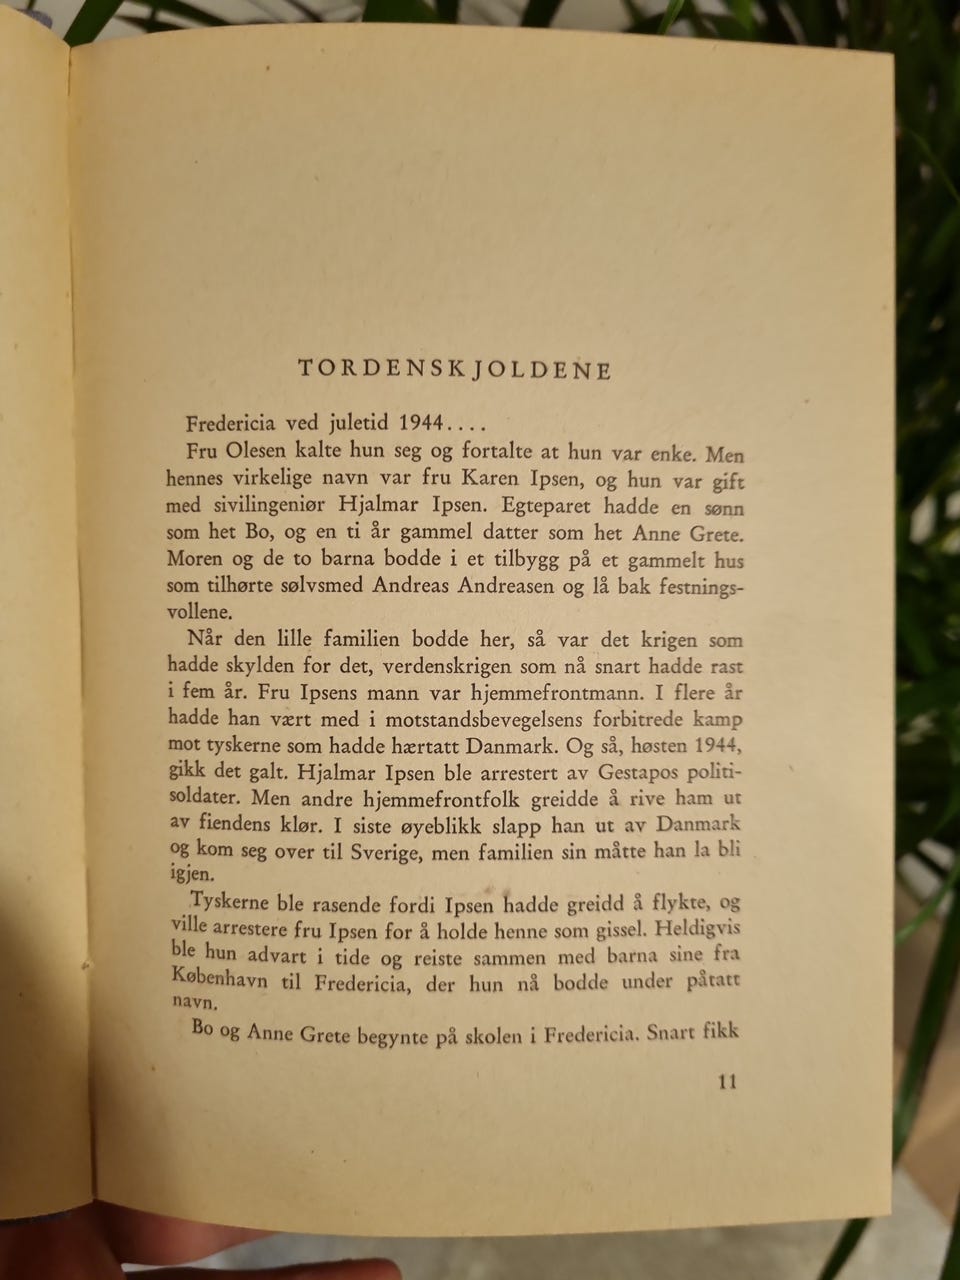 TORDENSKJOLDENE
Fredericia ved juletid 1944....
Fru Olesen kalte hun seg og fortalte at hun var enke. Men
hennes virkelige navn var fru Karen Ipsen, og hun var gift
med sivilingeniør Hjalmar Ipsen. Egteparet hadde en sønn
som het Bo, og en ti år gammel datter som het Anne Grete.
Moren og de to barna bodde i et tilbygg på et gammelt hus
som tilhørte sølvsmed Andreas Andreasen og lå bak festnings-
vollene.
Når den lille familien bodde her, så var det krigen som
hadde skylden for det, verdenskrigen som nå snart hadde rast
i fem år. Fru Ipsens mann var hjemmefrontmann. I flere år
hadde han vært med i motstandsbevegelsens forbitrede kamp
mot tyskerne som hadde hærtatt Danmark. Og så, høsten 1944,
gikk det galt. Hjalmar Ipsen ble arrestert av Gestapos politi-
soldater. Men andre hjemmefrontfolk greidde å rive ham ut
av fiendens klør. I siste øyeblikk slapp han ut av Danmark
og kom seg over til Sverige, men familien sin måtte han la bli
igjen.
Tyskerne ble rasende fordi Ipsen hadde greidd å flykte, og
ville arrestere fru Ipsen for å holde henne som gissel. Heldigvis
ble hun advart i tide og reiste sammen med barna sine fra
København til Fredericia, der hun nå bodde under påtatt
navn.
Bo og Anne Grete begynte på skolen i Fredericia. Snart fikk
11